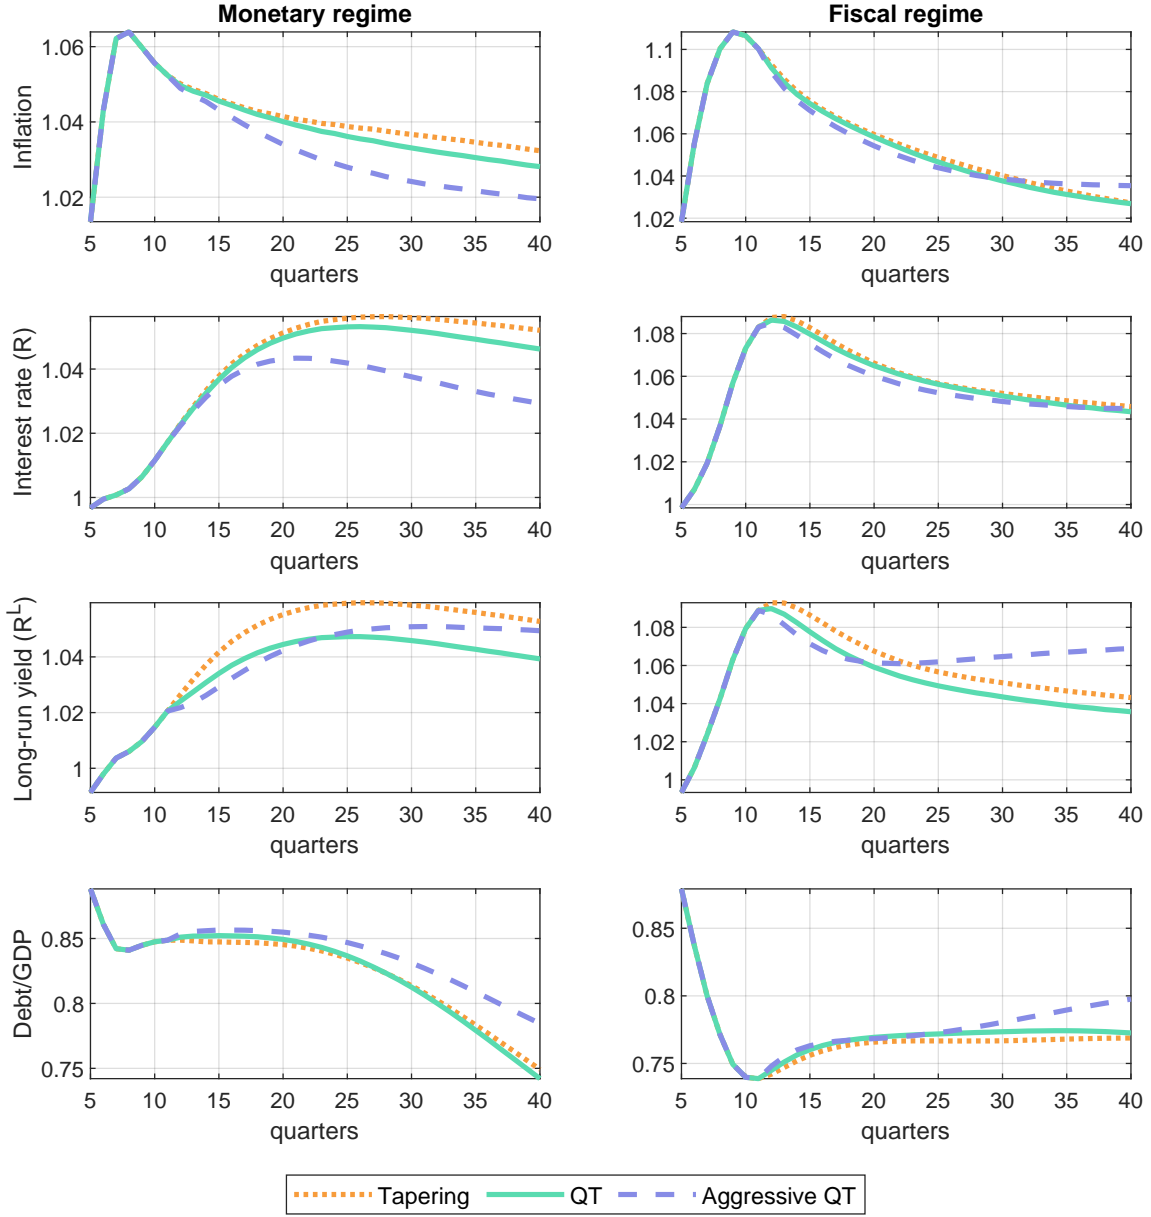 Monetary regime
Fiscal regime
Inflation
1.06
1.04
1.02
5 10 15 20 25 30 35 40
quarters
1.1
1.08
1.06
1.04
1.02
5 10 15 20 25 30 35 40
quarters
Interest rate (R)
1.04
1.02
1
5 10 15 20 25 30 35 40
quarters
1.08
1.06
1.04
1.02
1
5 10 15 20 25 30 35 40
quarters
Long-run yield (R^L)
1.04
1.02
1
5 10 15 20 25 30 35 40
quarters
1.08
1.06
1.04
1.02
1
5 10 15 20 25 30 35 40
quarters
Debt/GDP
0.85
0.8
0.75
5 10 15 20 25 30 35 40
quarters
0.85
0.8
0.75
5 10 15 20 25 30 35 40
quarters
Tapering QT Aggressive QT